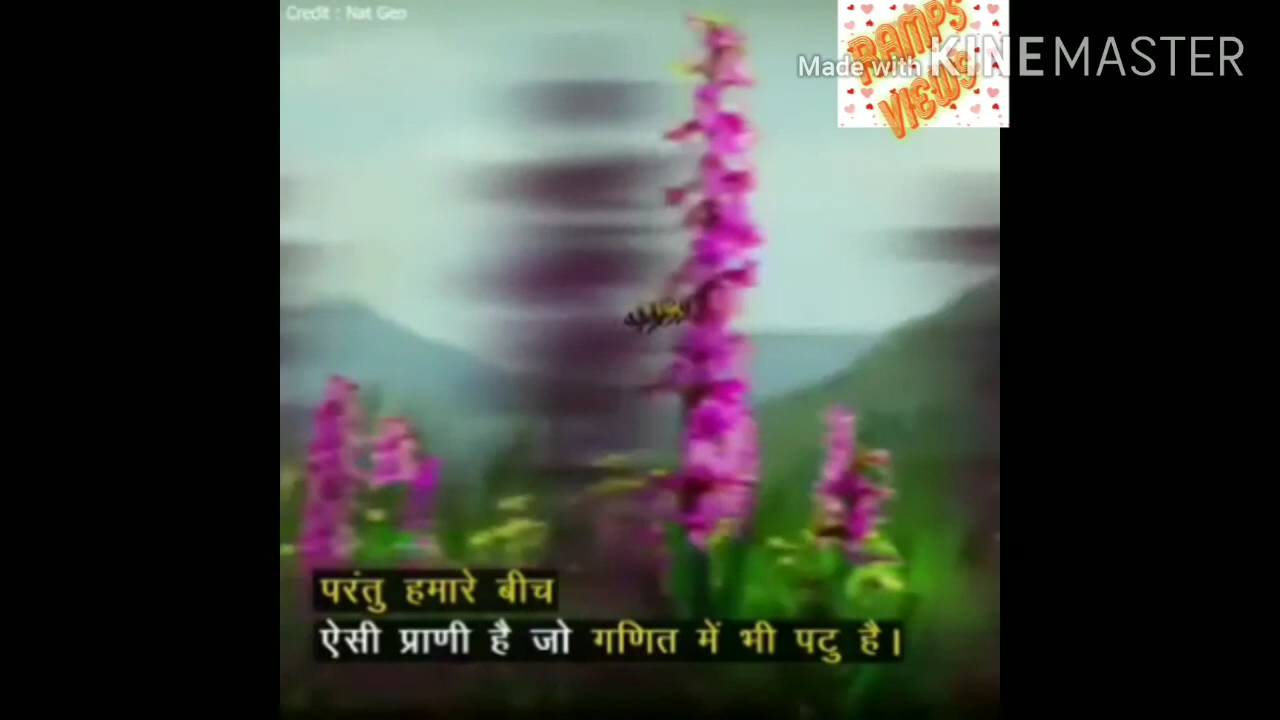 Credit : Nat Geo
RAMPS
VIEWS
Made with KINEMASTER
परंतु हमारे बीच
ऐसी प्राणी है जो गणित में भी पटु है।